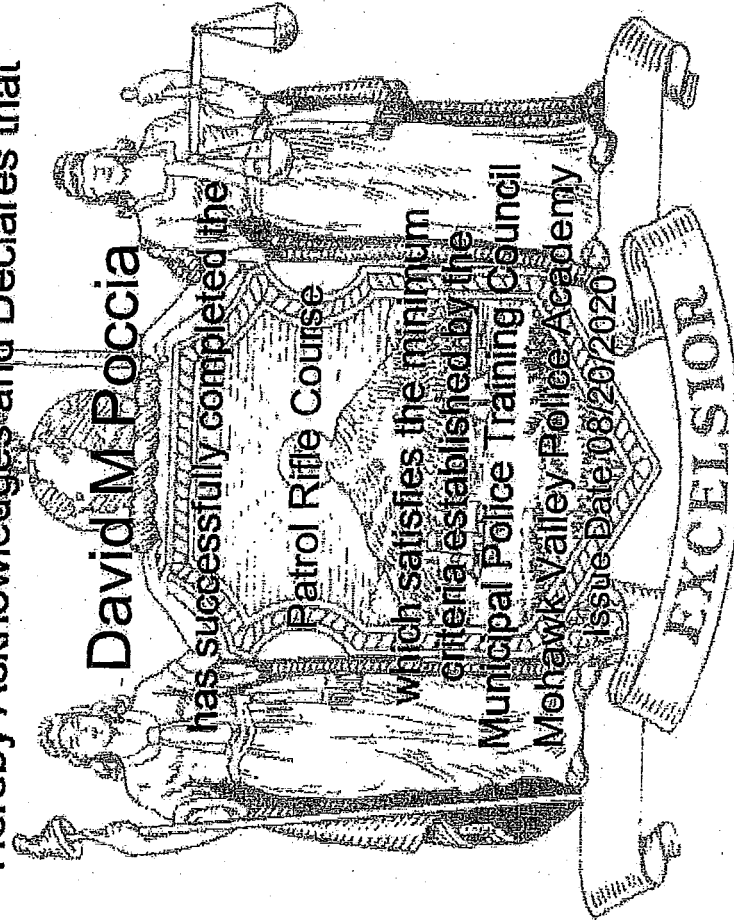 Hereby Acknowledges and Declares that
David M Poccia
has successfully completed the
Patrol Rifle Course
which satisfies the minimum
criteria established by the
Municipal Police Training Council
Mohawk Valley Police Academy
Issue Date 08/20/2020
EXCELSIOR